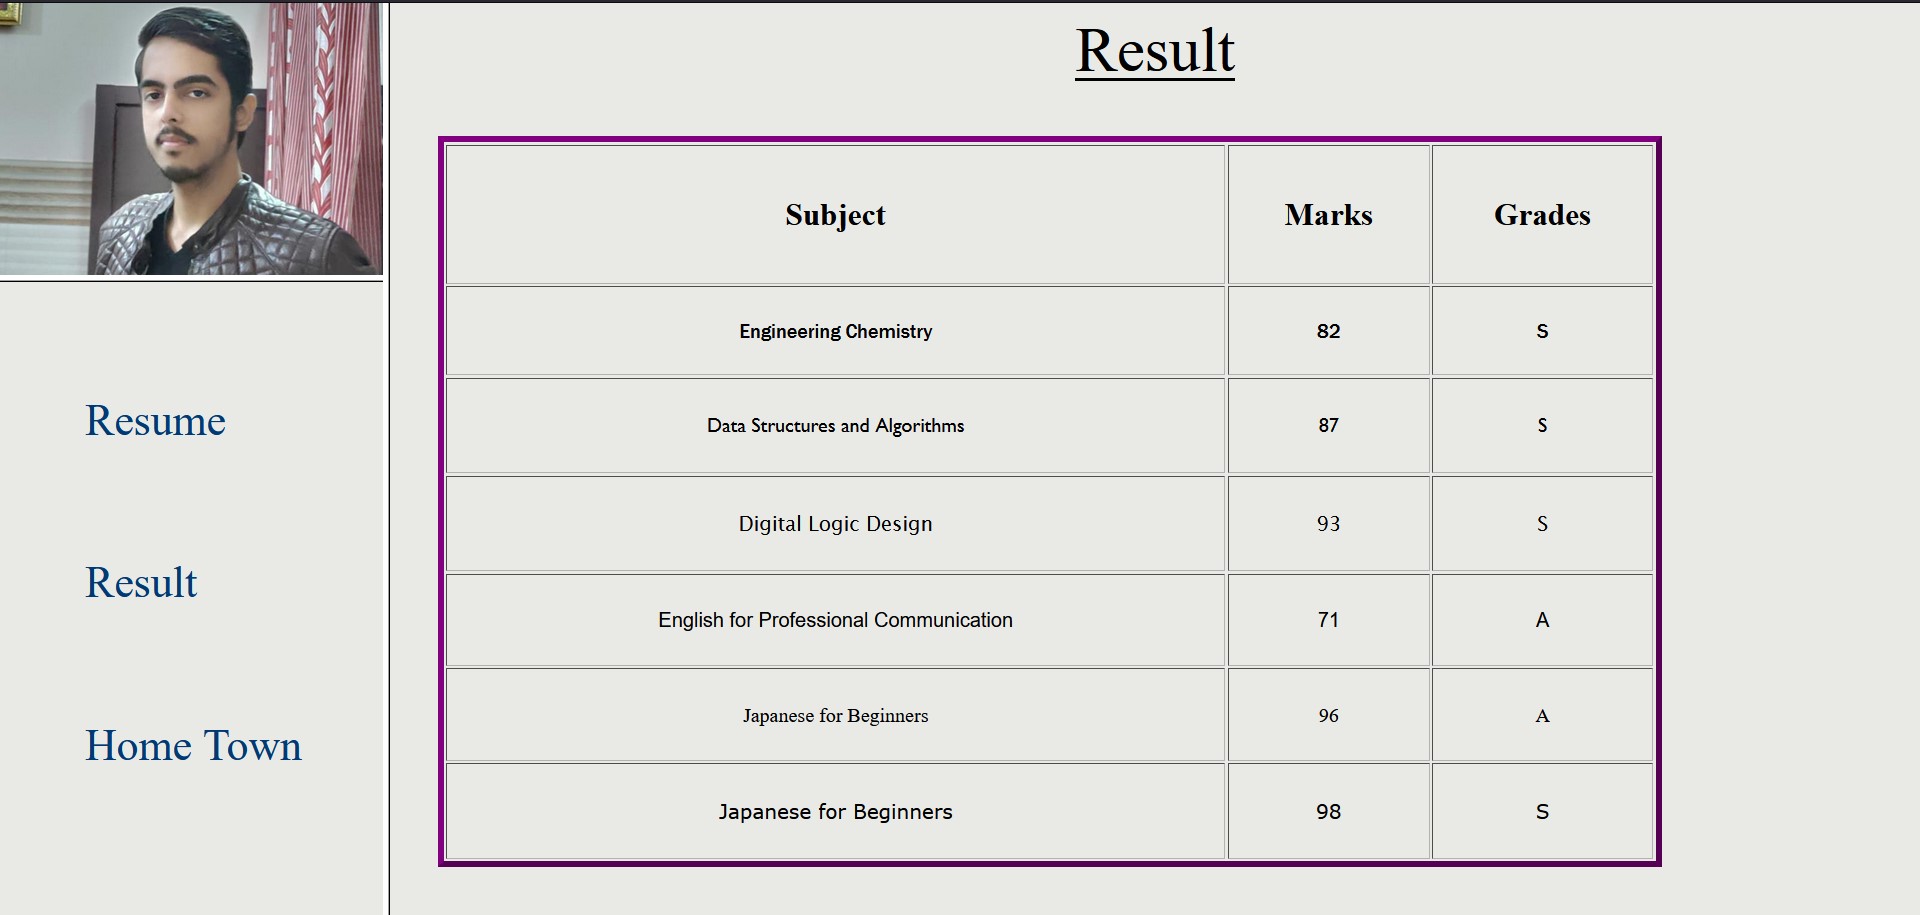 Result
Subject Marks Grades
Engineering Chemistry 82 S
Data Structures and Algorithms 87 S
Digital Logic Design 93 S
English for Professional Communication 71 A
Japanese for Beginners 96 A
Japanese for Beginners 98 S
Resume
Result
Home Town